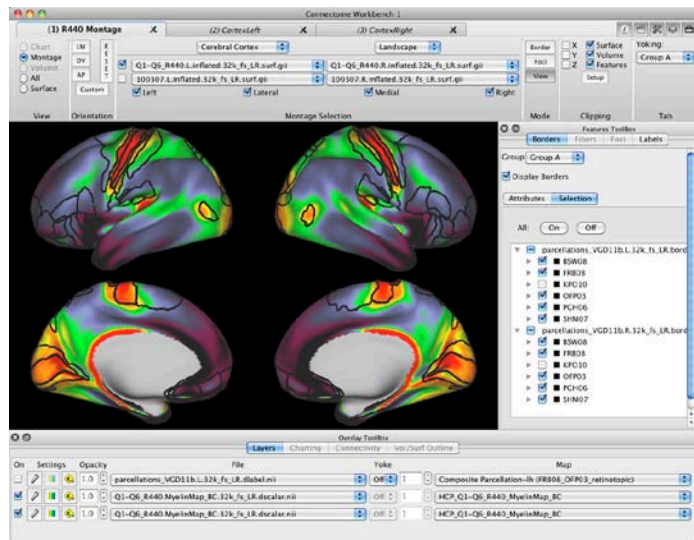 Connectome Workbench 1
(1) R440 Montage
(2) CortexLeft
(3) CortexRight
Chart
Montage
Volume
All
Surface
View
LM
DV
AP
Custom
RESET
Orientation
Cerebral Cortex
Landscape
Q1-Q6_R440.L.inflated.32k_fs_LR.surf.gii
Q1-Q6_R440.R.inflated.32k_fs_LR.surf.gii
100307.L.inflated.32k_fs_LR.surf.gii
100307.R.inflated.32k_fs_LR.surf.gii
Left Lateral Medial Right
Montage Selection
Border
Foci
View
Mode
X Surface
Y Volume
Z Features
Setup
Clipping
Yoking:
Group A
Tab
Features ToolBox
Borders Fibers Foci Labels
Group Group A
Display Borders
Attributes Selection
All: On Off
parcellations_VGD11b.L.32k_fs_LR.bord
BSW08
FRB08
KPO10
OFP03
PCH06
SHM07
parcellations_VGD11b.R.32k_fs_LR.bord
BSW08
FRB08
KPO10
OFP03
PCH06
SHM07
Overlay ToolBox
Layers Charting Connectivity Vol/Surf Outline
On Settings Opacity File Yoke Map
1.0 parcellations_VGD11b.L.32k_fs_LR.dlabel.nii Off 1 Composite Parcellation-lh (FRB08_OFP03_retinotopic)
1.0 Q1-Q6_R440.MyelinMap_BC.32k_fs_LR.dscalar.nii Off 1 HCP_Q1-Q6_R440_MyelinMap_BC
1.0 Q1-Q6_R440.MyelinMap_BC.32k_fs_LR.dscalar.nii Off 1 HCP_Q1-Q6_R440_MyelinMap_BC